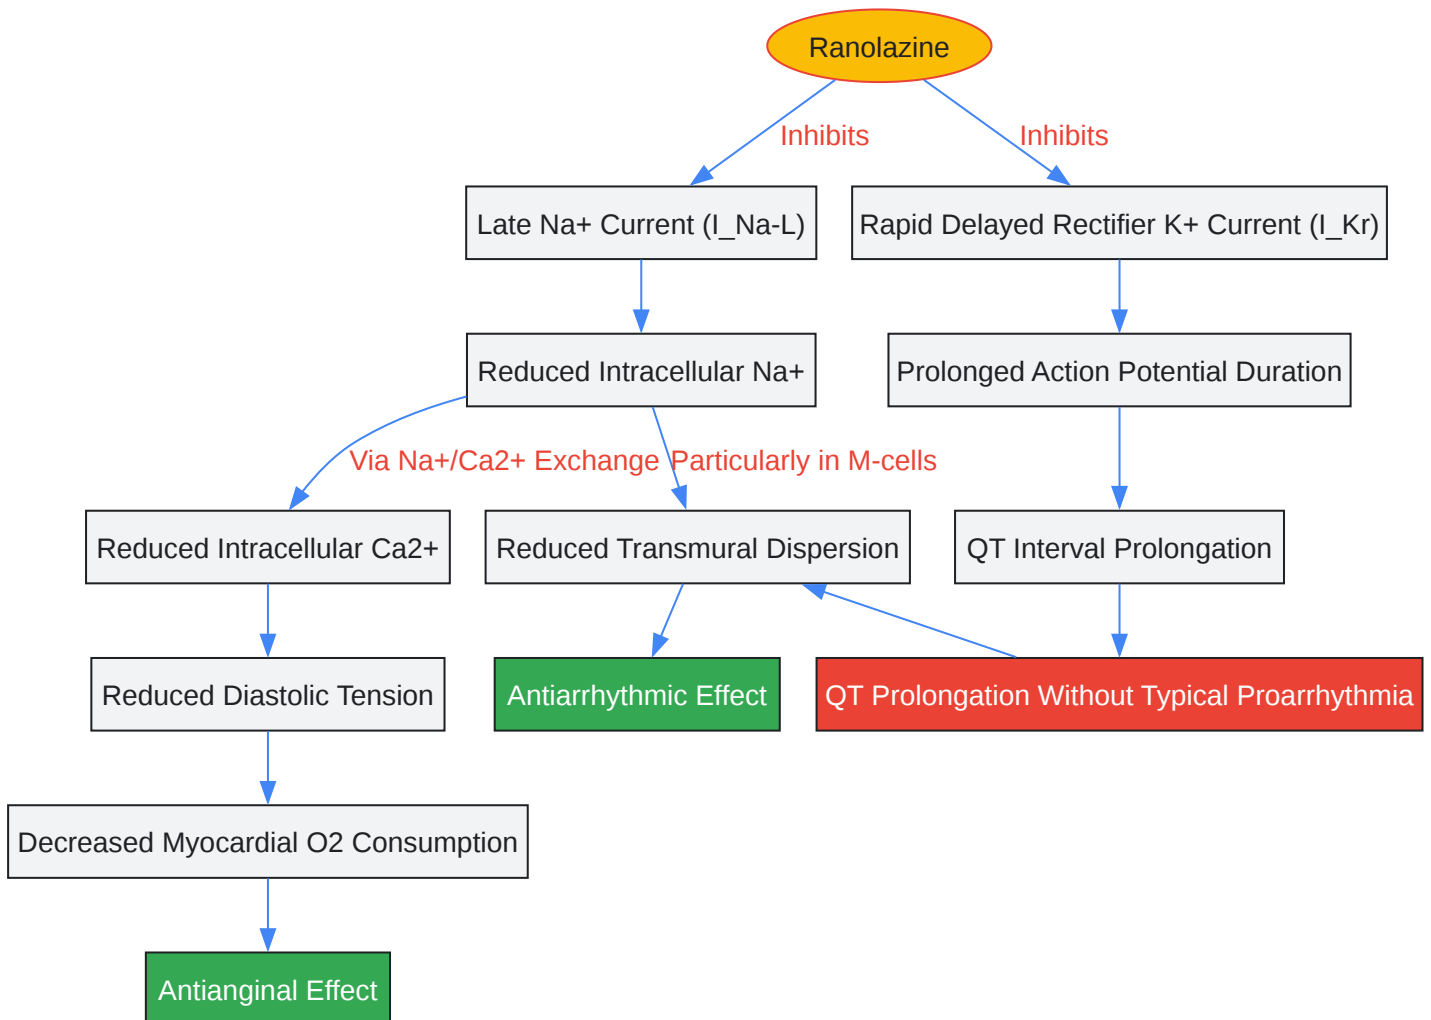 Ranolazine
Inhibits
Inhibits
Late Na+ Current (I_Na-L)
Rapid Delayed Rectifier K+ Current (I_Kr)
Reduced Intracellular Na+
Prolonged Action Potential Duration
Via Na+/Ca2+ Exchange
Particularly in M-cells
Reduced Intracellular Ca2+
Reduced Transmural Dispersion
QT Interval Prolongation
Reduced Diastolic Tension
Antiarrhythmic Effect
QT Prolongation Without Typical Proarrhythmia
Decreased Myocardial O2 Consumption
Antianginal Effect